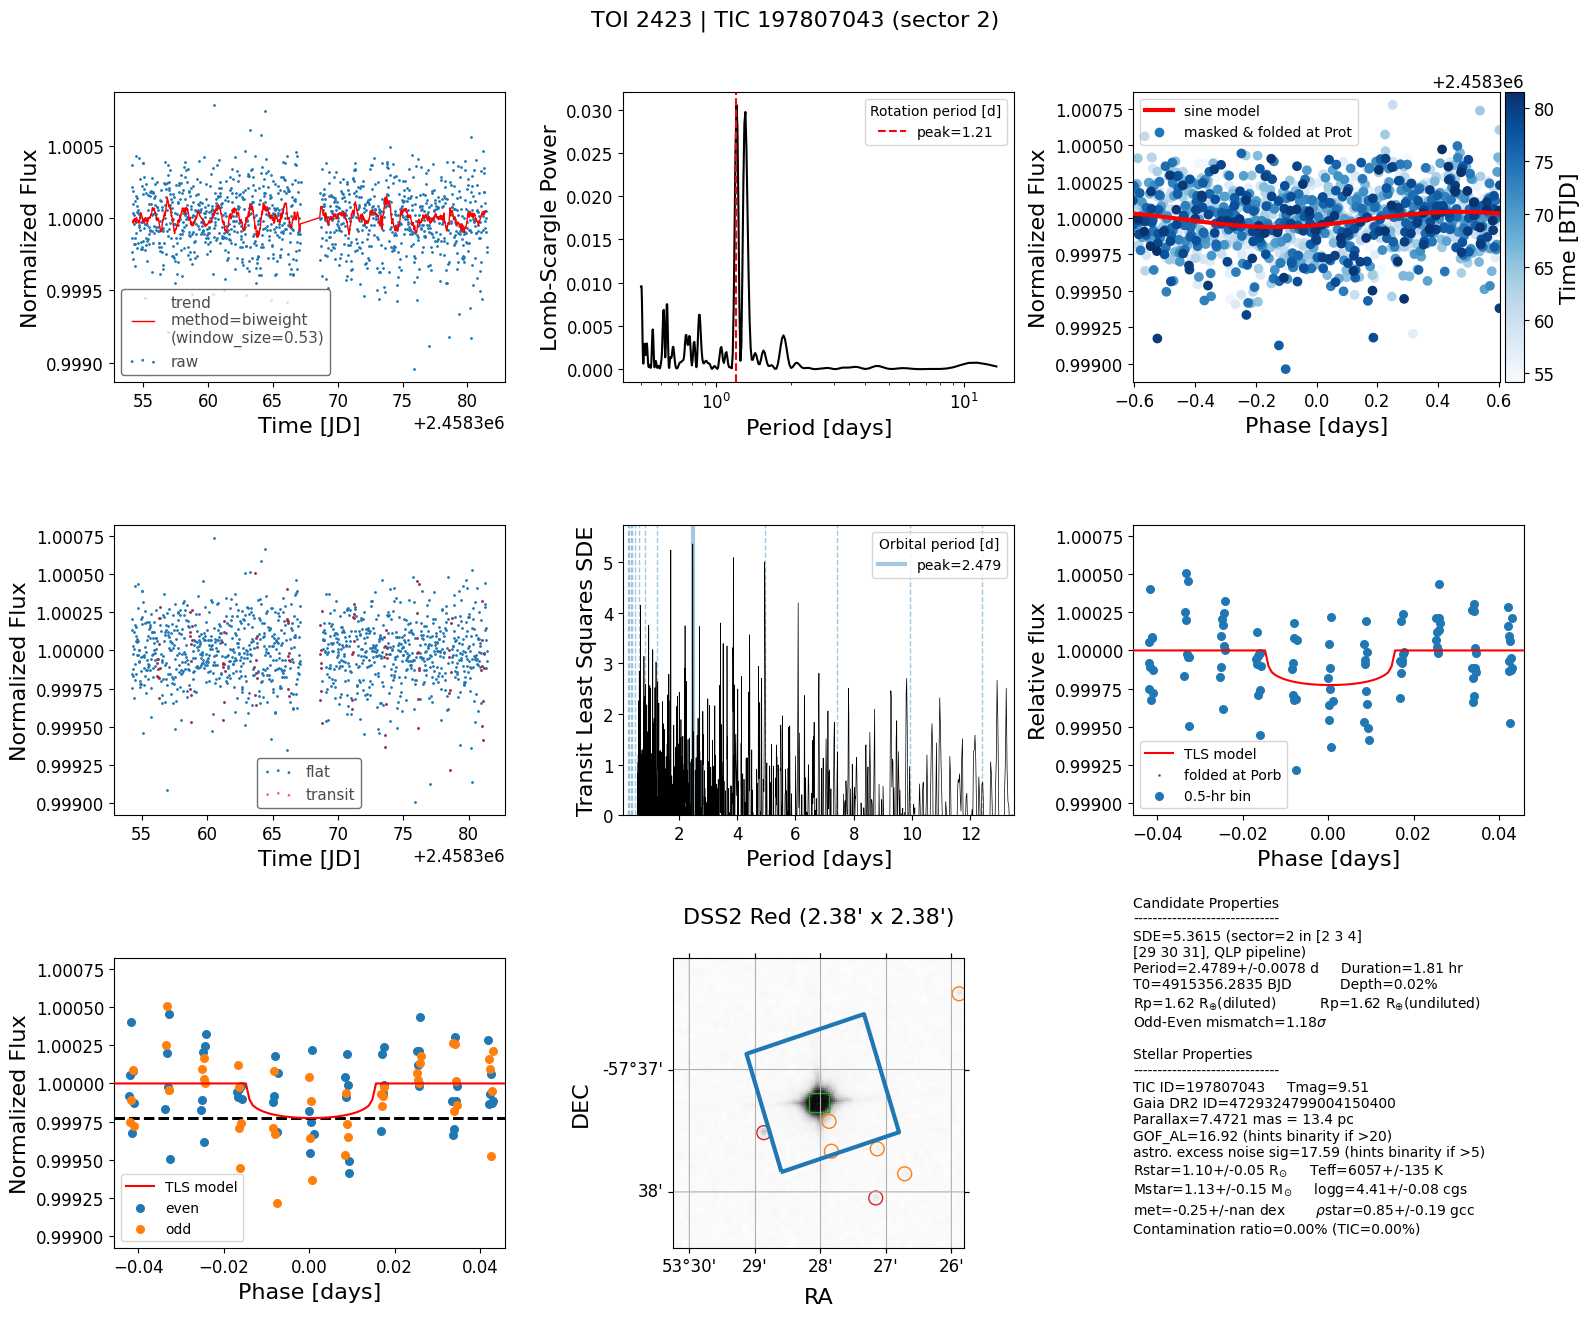 TOI 2423 | TIC 197807043 (sector 2)
Normalized Flux
1.0005
1.0000
0.9995
0.9990
trend
method=biweight
(window_size=0.53)
raw
55 60 65 70 75 80
Time [JD]
+2.4583e6
Lomb-Scargle Power
0.030
0.025
0.020
0.015
0.010
0.005
0.000
Rotation period [d]
peak=1.21
10⁰ 10¹
Period [days]
+2.4583e6
Normalized Flux
1.00075
1.00050
1.00025
1.00000
0.99975
0.99950
0.99925
0.99900
sine model
masked & folded at Prot
−0.6 −0.4 −0.2 0.0 0.2 0.4 0.6
Phase [days]
80
75
70
65
60
55
Time [BTJD]
Normalized Flux
1.00075
1.00050
1.00025
1.00000
0.99975
0.99950
0.99925
0.99900
flat
transit
55 60 65 70 75 80
Time [JD]
+2.4583e6
Transit Least Squares SDE
5
4
3
2
1
0
Orbital period [d]
peak=2.479
2 4 6 8 10 12
Period [days]
Relative flux
1.00075
1.00050
1.00025
1.00000
0.99975
0.99950
0.99925
0.99900
TLS model
folded at Porb
0.5-hr bin
−0.04 −0.02 0.00 0.02 0.04
Phase [days]
Normalized Flux
1.00075
1.00050
1.00025
1.00000
0.99975
0.99950
0.99925
0.99900
TLS model
even
odd
−0.04 −0.02 0.00 0.02 0.04
Phase [days]
DSS2 Red (2.38' x 2.38')
DEC
-57°37'
38'
53°30' 29' 28' 27' 26'
RA
Candidate Properties
------------------------------
SDE=5.3615 (sector=2 in [2 3 4]
[29 30 31], QLP pipeline)
Period=2.4789+/-0.0078 d Duration=1.81 hr
T0=4915356.2835 BJD Depth=0.02%
Rp=1.62 R⊕(diluted) Rp=1.62 R⊕(undiluted)
Odd-Even mismatch=1.18σ
Stellar Properties
------------------------------
TIC ID=197807043 Tmag=9.51
Gaia DR2 ID=4729324799004150400
Parallax=7.4721 mas = 13.4 pc
GOF_AL=16.92 (hints binarity if >20)
astro. excess noise sig=17.59 (hints binarity if >5)
Rstar=1.10+/-0.05 R⊙ Teff=6057+/-135 K
Mstar=1.13+/-0.15 M⊙ logg=4.41+/-0.08 cgs
met=-0.25+/-nan dex ρstar=0.85+/-0.19 gcc
Contamination ratio=0.00% (TIC=0.00%)